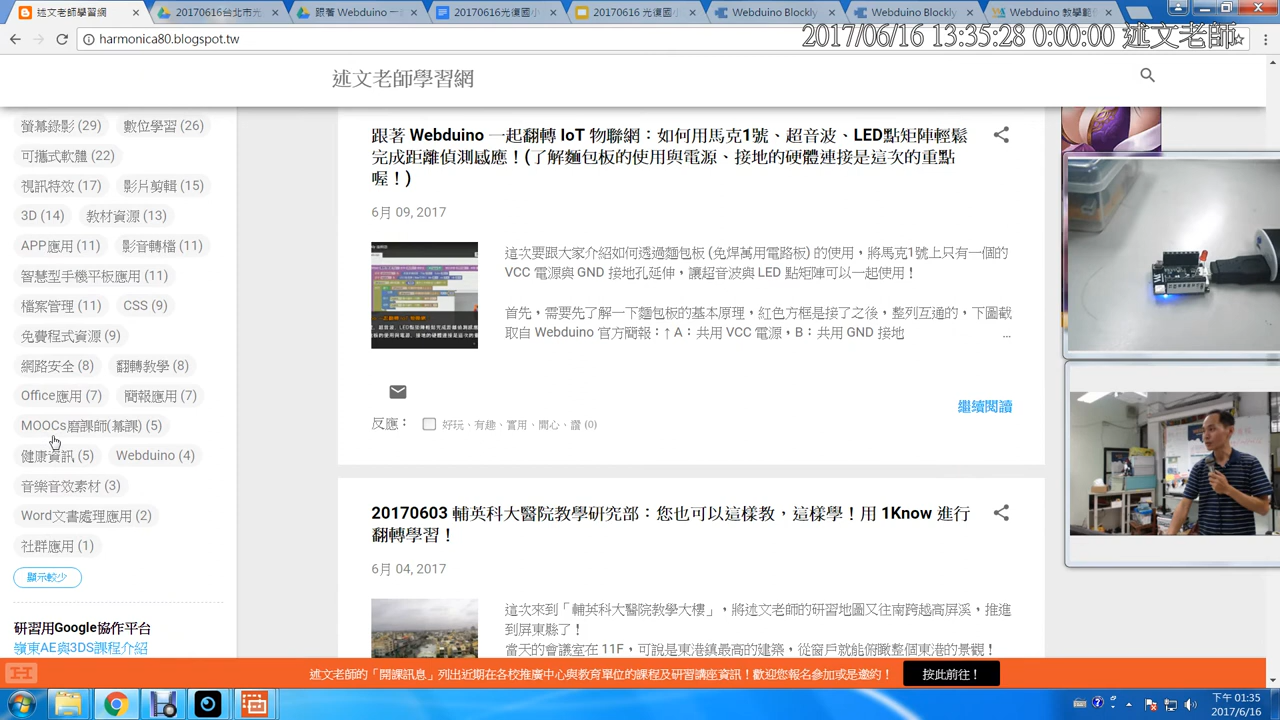 述文老師學習網
20170616台北市光
跟著 Webduino 一
20170616光復國小
20170616 光復國小
Webduino Blockly
Webduino Blockly
Webduino 教學範
harmonica80.blogspot.tw
2017/06/16 13:35:28 0:00:00 述文老師
述文老師學習網
螢幕錄影 (29)
數位學習 (26)
可攜式軟體 (22)
視訊特效 (17)
影片剪輯 (15)
3D (14)
教材資源 (13)
APP應用 (11)
影音轉檔 (11)
智慧型手機平板應用 (11)
檔案管理 (11)
CSS (9)
免費程式資源 (9)
網路安全 (8)
翻轉教學 (8)
Office應用 (7)
簡報應用 (7)
MOOCs磨課師(幕課) (5)
健康資訊 (5)
Webduino (4)
音樂音效素材 (3)
Word文書處理應用 (2)
社群應用 (1)
顯示較少
研習用Google協作平台
嶺東AE與3DS課程介紹
跟著 Webduino 一起翻轉 IoT 物聯網：如何用馬克1號、超音波、LED點矩陣輕鬆
完成距離偵測感應！(了解麵包板的使用與電源、接地的硬體連接是這次的重點
喔！)
6月 09, 2017
這次要跟大家介紹如何透過麵包板 (免焊萬用電路板) 的使用，將馬克1號上只有一個的
VCC 電源與 GND 接地孔延伸，讓超音波與 LED 點矩陣可以一起使用！
首先，需要先了解一下麵包板的基本原理，紅色方框是接了之後，整列互通的，下圖截
取自 Webduino 官方簡報：↑ A：共用 VCC 電源，B：共用 GND 接地
...
繼續閱讀
反應：
好玩、有趣、實用、開心、讚 (0)
20170603 輔英科大醫院教學研究部：您也可以這樣教，這樣學！用 1Know 進行
翻轉學習！
6月 04, 2017
這次來到「輔英科大醫院教學大樓」，將述文老師的研習地圖又往南跨越高屏溪，推進
到屏東縣了！
當天的會議室在 11F，可說是東港鎮最高的建築，從窗戶就能俯瞰整個東港的景觀！
述文老師的「開課訊息」列出近期在各校推廣中心與教育單位的課程及研習講座資訊！歡迎您報名參加或是邀約！
按此前往！
下午 01:35
2017/6/16